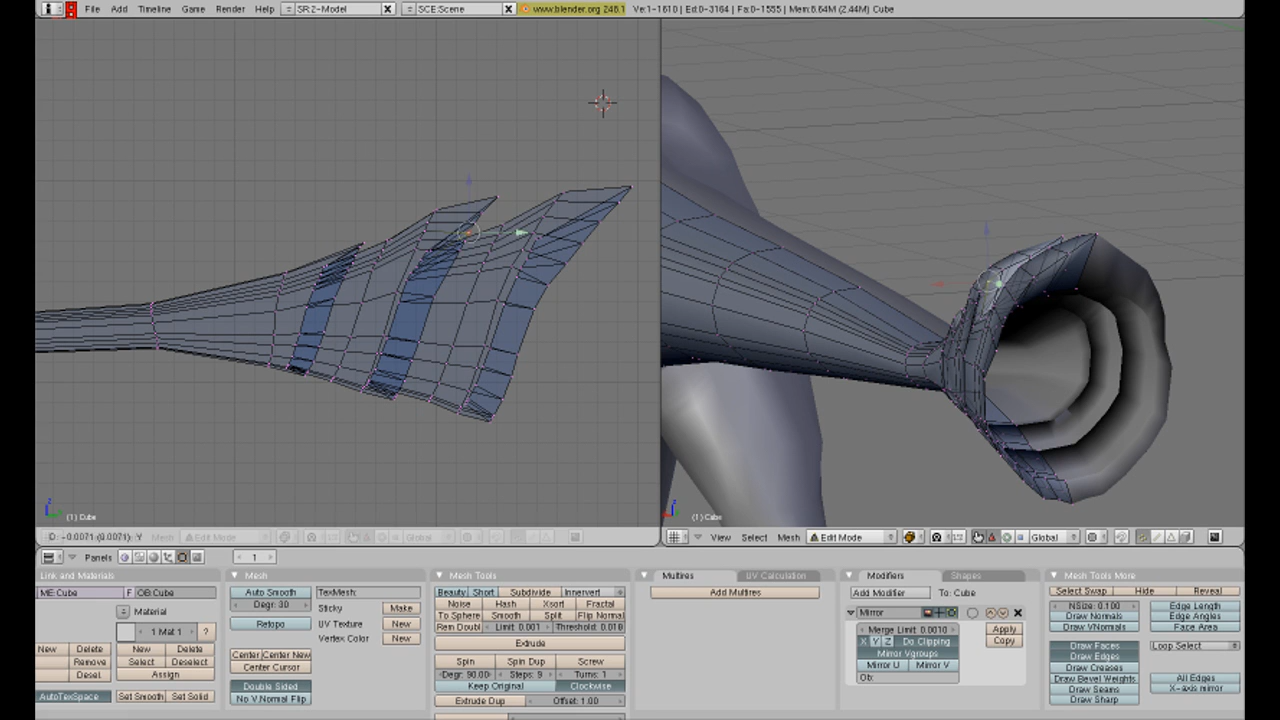 File Add Timeline Game Render Help SR:2-Model SCE:Scene www.blender.org 246.1 Ve:1-1610 | Ed:0-3164 | Fa:0-1555 | Mem:8.64M (2.44M) Cube
(1) Cube
(1) Cube
D: -0.0071 (0.0071) Y Mesh Edit Mode Global
View Select Mesh Edit Mode Global
Panels 1
Link and Materials
ME:Cube F OB:Cube
Material
1 Mat 1 ?
New Delete New Delete
Remove Select Deselect
Desel. Assign
AutoTexSpace Set Smooth Set Solid
Mesh
Auto Smooth
Degr: 30
Retopo
TexMesh:
Sticky Make
UV Texture New
Vertex Color New
Center Center New
Center Cursor
Double Sided
No V.Normal Flip
Mesh Tools
Beauty Short Subdivide Innervert
Noise Hash Xsort Fractal
To Sphere Smooth Split Flip Normal
Rem Doubl Limit: 0.001 Threshold: 0.010
Extrude
Spin Spin Dup Screw
Degr: 90.00 Steps: 9 Turns: 1
Keep Original Clockwise
Extrude Dup Offset: 1.00
Multires UV Calculation
Add Multires
Modifiers Shapes
Add Modifier To: Cube
Mirror
Merge Limit: 0.0010
X Y Z Do Clipping
Mirror Vgroups
Mirror U Mirror V
Ob:
Apply
Copy
Mesh Tools More
Select Swap Hide Reveal
NSize: 0.100
Draw Normals
Draw VNormals
Edge Length
Edge Angles
Face Area
Draw Faces
Draw Edges
Draw Creases
Draw Bevel Weights
Draw Seams
Draw Sharp
Loop Select
All Edges
X-axis mirror